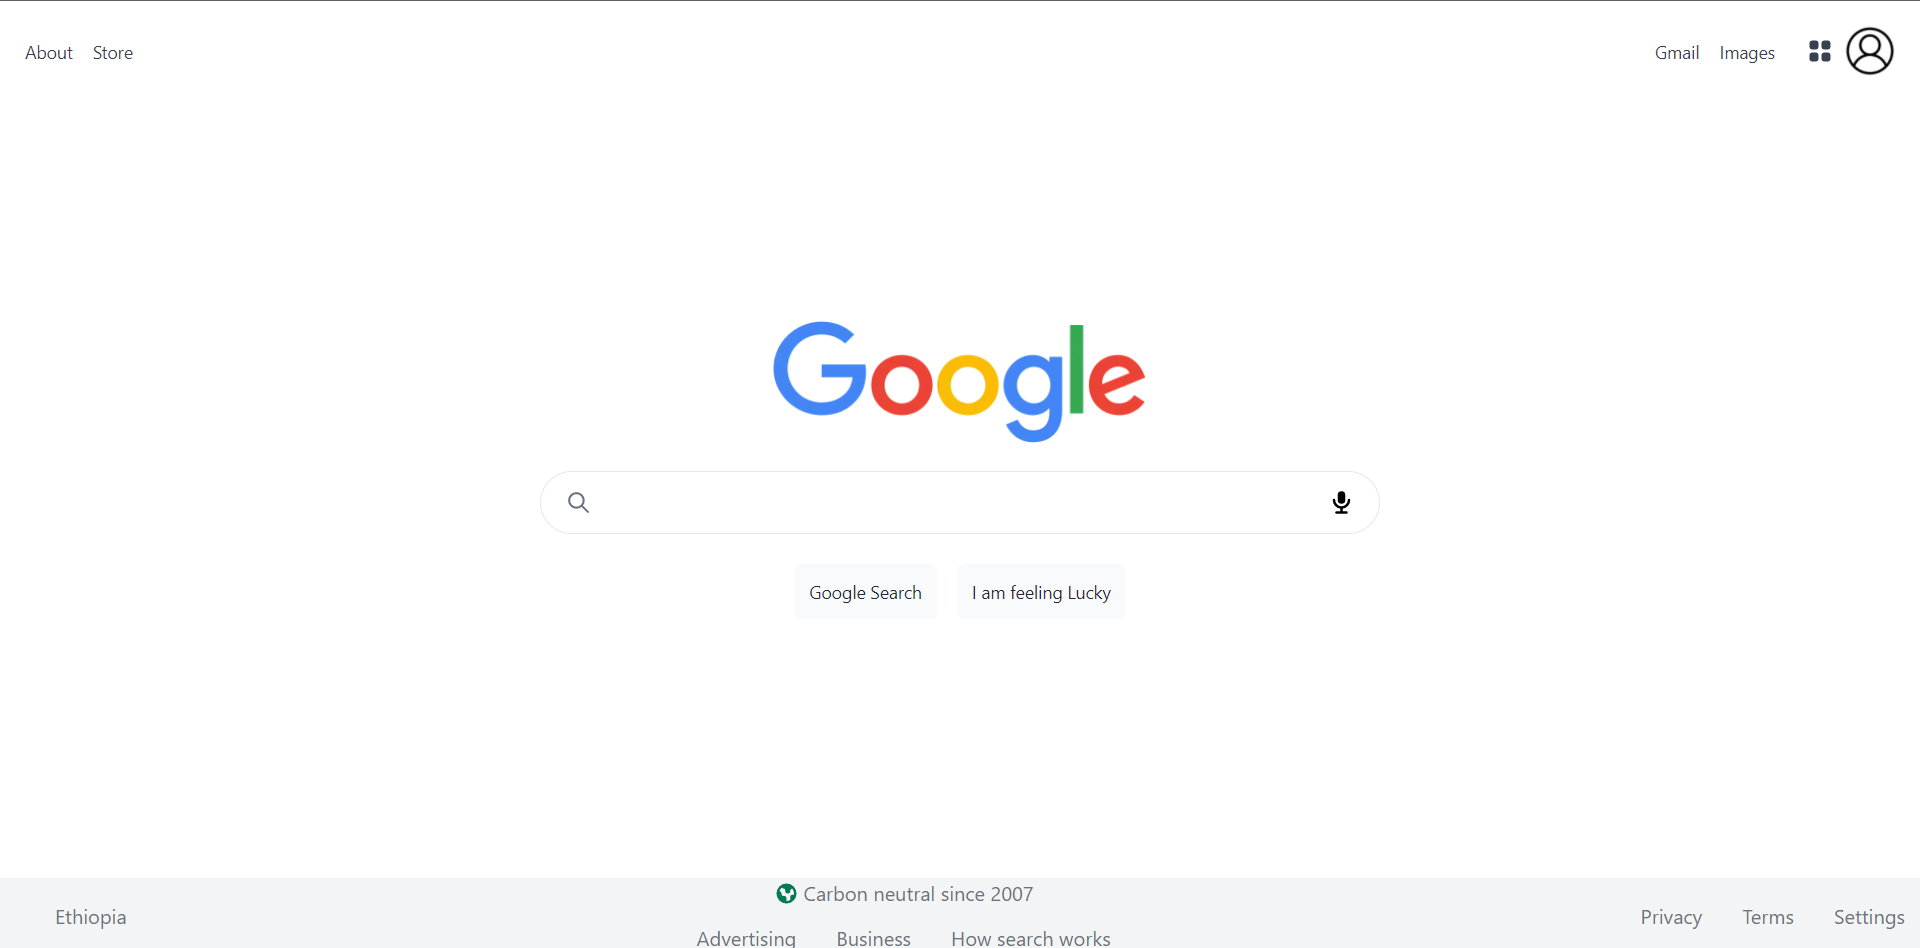 About Store Gmail Images
Google
Google Search I am feeling Lucky
Carbon neutral since 2007
Ethiopia Privacy Terms Settings
Advertising Business How search works